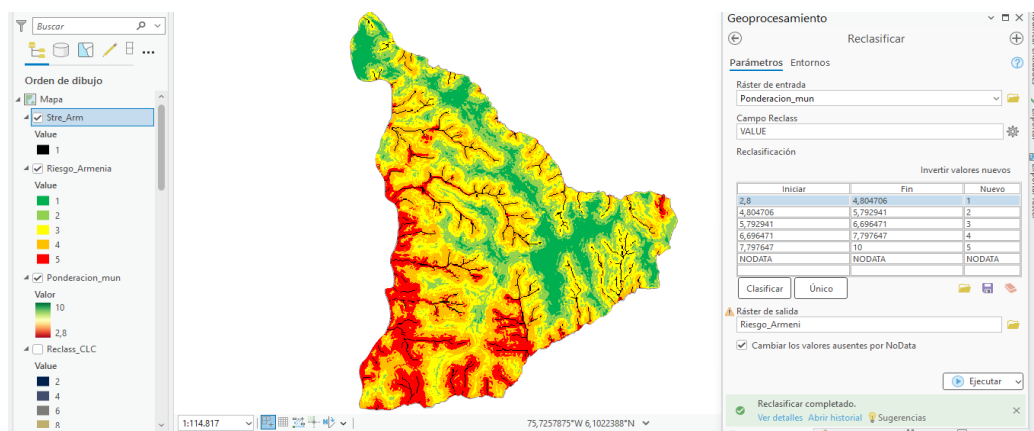 Buscar
Orden de dibujo
Mapa
Stre_Arm
Value
1
Riesgo_Armenia
Value
1
2
3
4
5
Ponderacion_mun
Valor
10
2,8
Reclass_CLC
Value
2
4
6
8
1:114.817
75,7257875"W 6,1022388"N
Geoprocesamiento
Reclasificar
Parámetros Entornos
Ráster de entrada
Ponderacion_mun
Campo Reclass
VALUE
Reclasificación
Invertir valores nuevos
Iniciar Fin Nuevo
2,8 4,804706 1
4,804706 5,792941 2
5,792941 6,696471 3
6,696471 7,797647 4
7,797647 10 5
NODATA NODATA NODATA
Clasificar Único
Ráster de salida
Riesgo_Armeni
Cambiar los valores ausentes por NoData
Ejecutar
Reclasificar completado.
Ver detalles Abrir historial Sugerencias